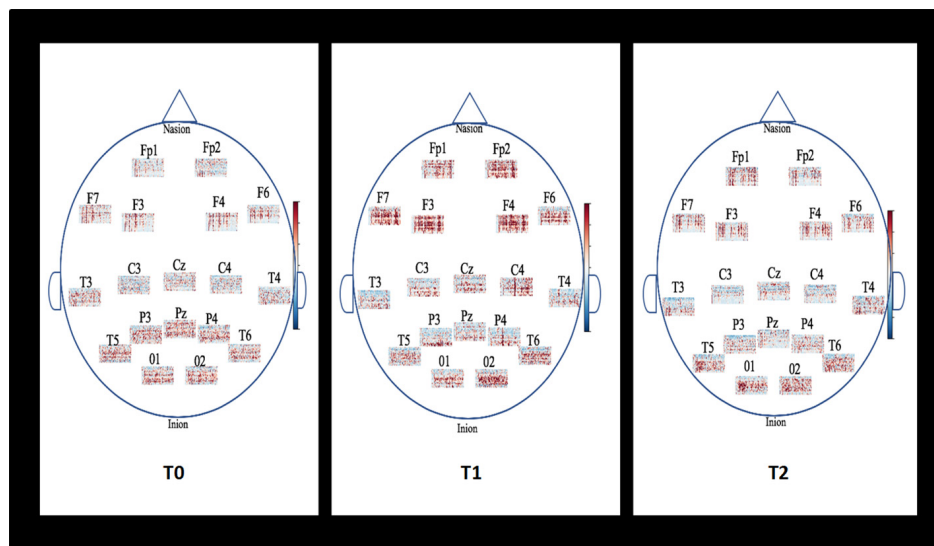 Nasion
Fp1
Fp2
F7
F3
F4
F6
T3
C3
Cz
C4
T4
T5
P3
Pz
P4
T6
01
02
Inion
T0
Nasion
Fp1
Fp2
F7
F3
F4
F6
T3
C3
Cz
C4
T4
T5
P3
Pz
P4
T6
01
02
Inion
T1
Nasion
Fp1
Fp2
F7
F3
F4
F6
T3
C3
Cz
C4
T4
T5
P3
Pz
P4
T6
01
02
Inion
T2